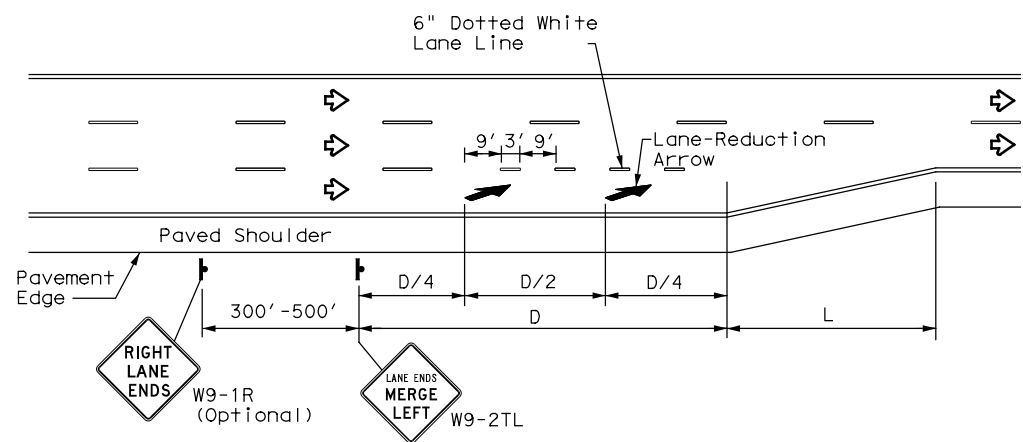 6" Dotted White
Lane Line
9' 3' 9'
Lane-Reduction
Arrow
Paved Shoulder
Pavement
Edge
D/4 D/2 D/4
300'-500' D L
RIGHT
LANE
ENDS
W9-1R
(Optional)
LANE ENDS
MERGE
LEFT
W9-2TL